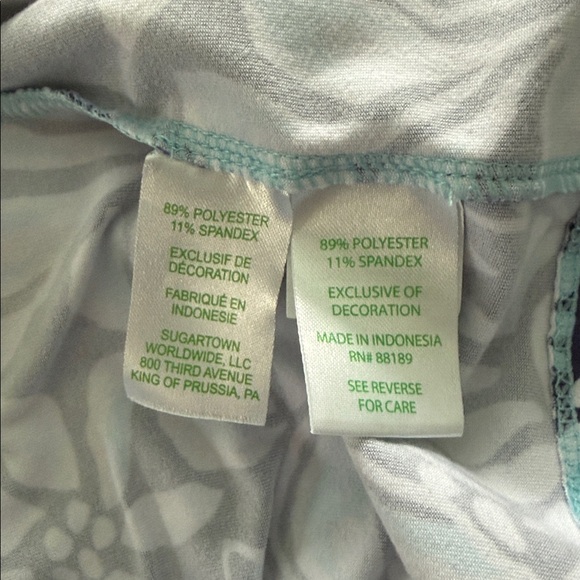 89% POLYESTER
11% SPANDEX
EXCLUSIF DE
DÉCORATION
FABRIQUÉ EN
INDONESIE
SUGARTOWN
WORLDWIDE, LLC
800 THIRD AVENUE
KING OF PRUSSIA, PA
89% POLYESTER
11% SPANDEX
EXCLUSIVE OF
DECORATION
MADE IN INDONESIA
RN# 88189
SEE REVERSE
FOR CARE